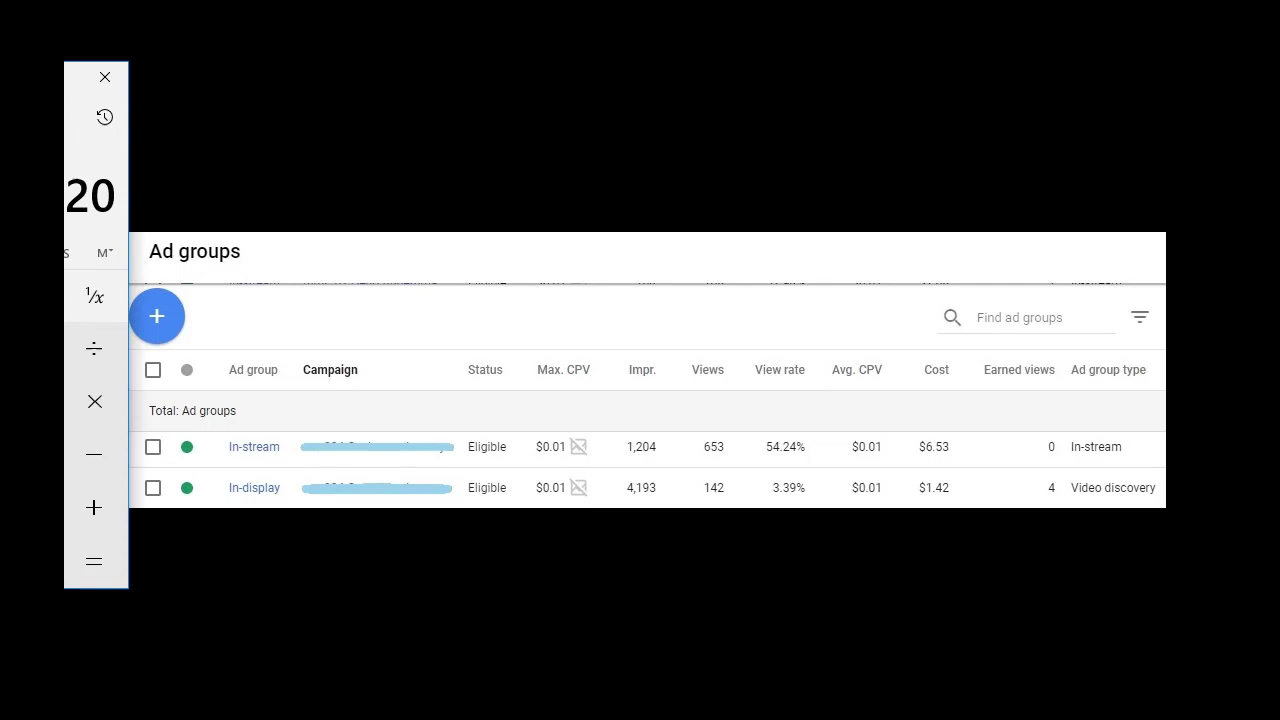 20
S M
¹/x
Ad groups
Find ad groups
Ad group Campaign Status Max. CPV Impr. Views View rate Avg. CPV Cost Earned views Ad group type
Total: Ad groups
In-stream Eligible $0.01 1,204 653 54.24% $0.01 $6.53 0 In-stream
In-display Eligible $0.01 4,193 142 3.39% $0.01 $1.42 4 Video discovery